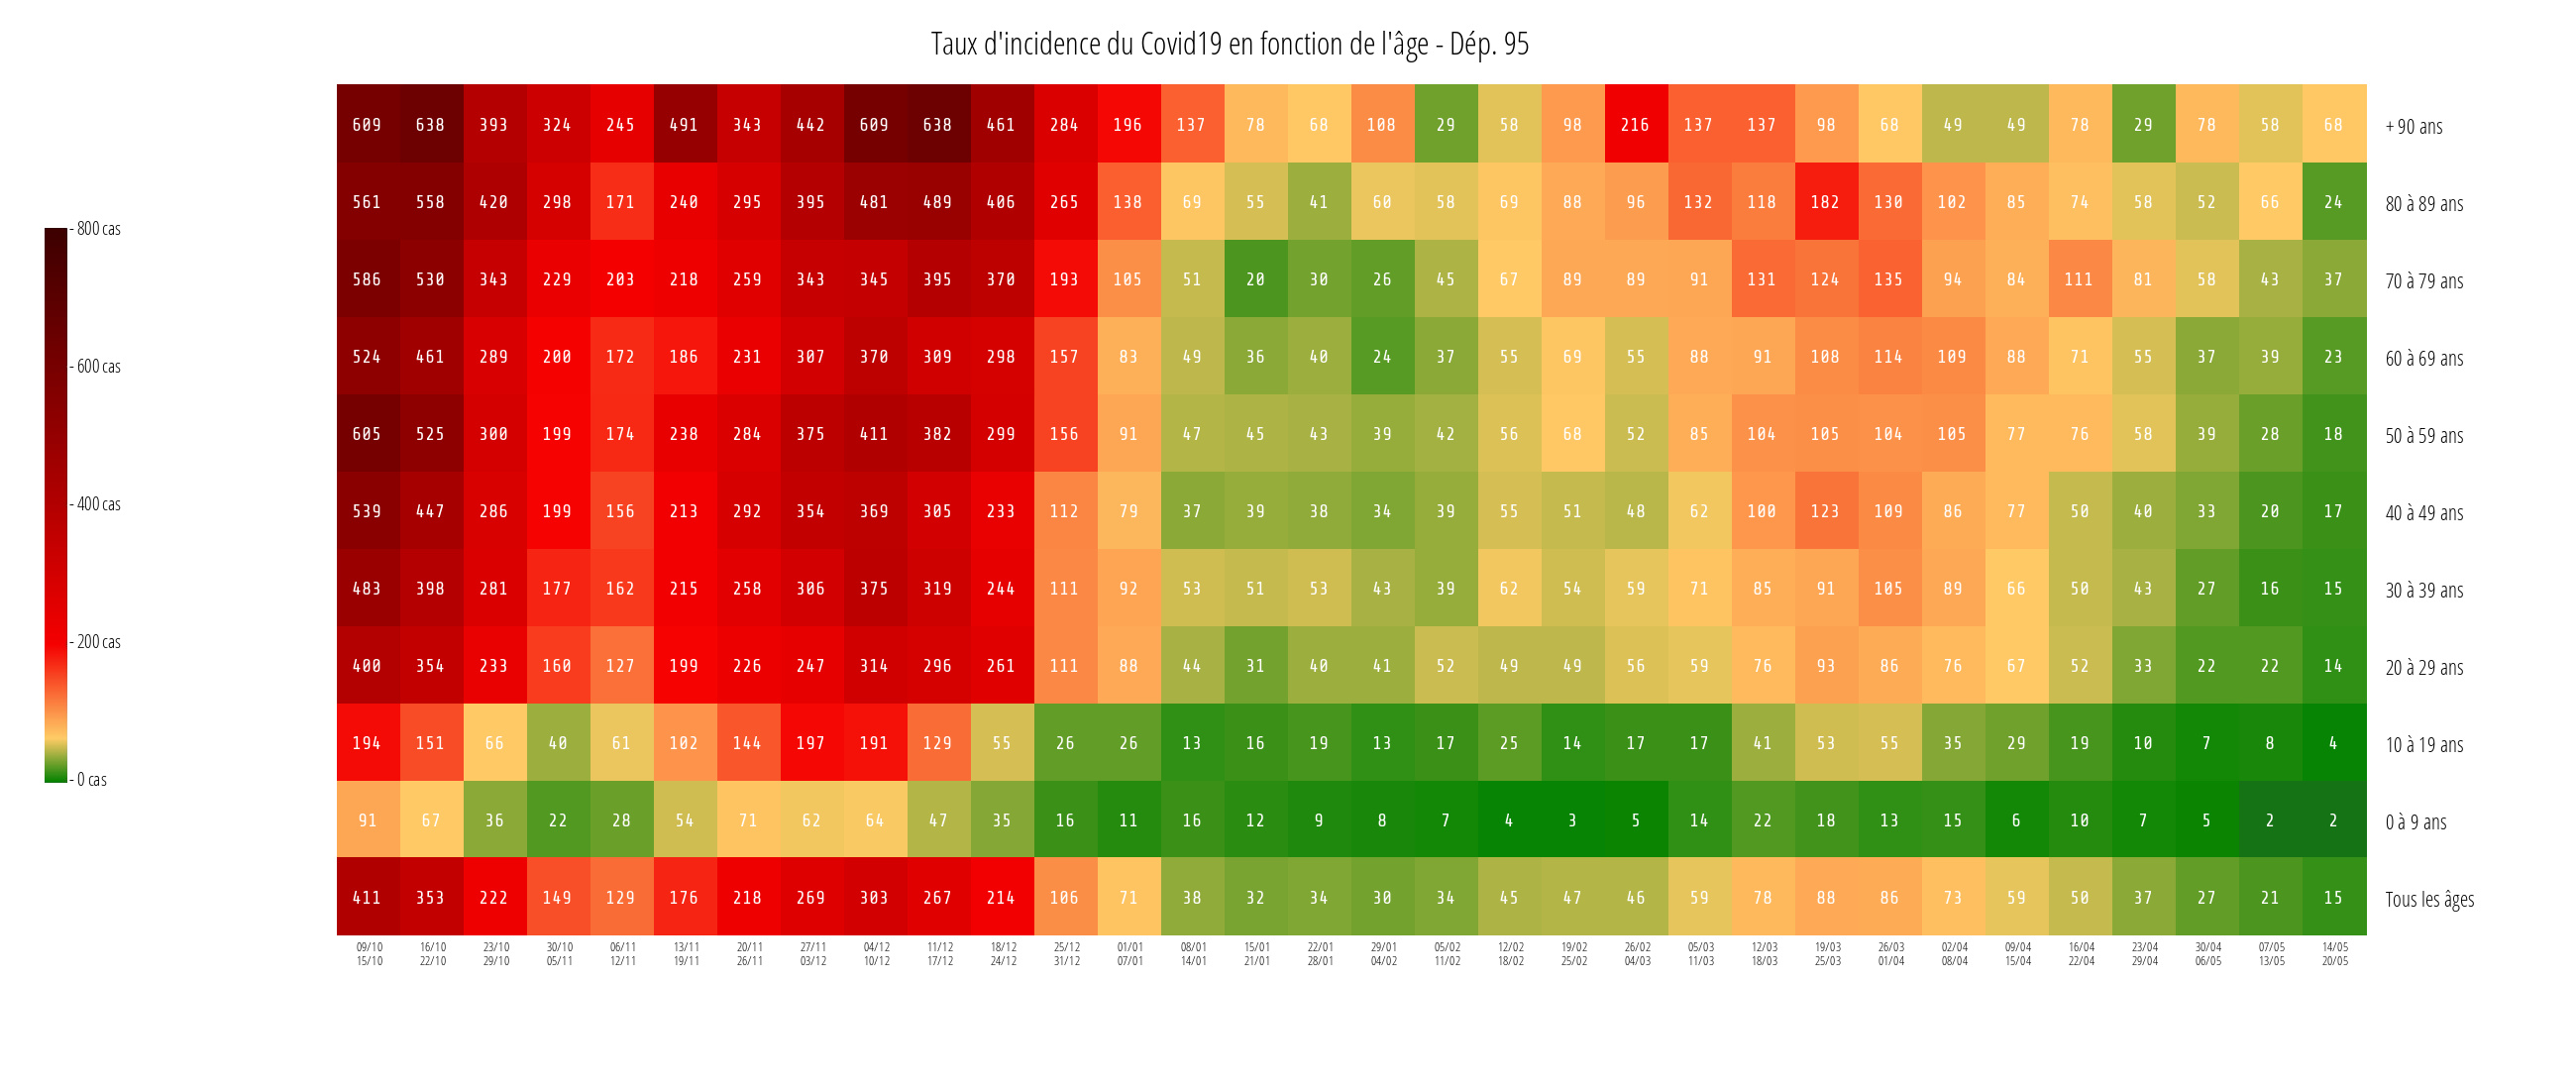 Taux d'incidence du Covid19 en fonction de l'âge - Dép. 95
- 800 cas
- 600 cas
- 400 cas
- 200 cas
- 0 cas
609 638 393 324 245 491 343 442 609 638 461 284 196 137 78 68 108 29 58 98 216 137 137 98 68 49 49 78 29 78 58 68 + 90 ans
561 558 420 298 171 240 295 395 481 489 406 265 138 69 55 41 60 58 69 88 96 132 118 182 130 102 85 74 58 52 66 24 80 à 89 ans
586 530 343 229 203 218 259 343 345 395 370 193 105 51 20 30 26 45 67 89 89 91 131 124 135 94 84 111 81 58 43 37 70 à 79 ans
524 461 289 200 172 186 231 307 370 309 298 157 83 49 36 40 24 37 55 69 55 88 91 108 114 109 88 71 55 37 39 23 60 à 69 ans
605 525 300 199 174 238 284 375 411 382 299 156 91 47 45 43 39 42 56 68 52 85 104 105 104 105 77 76 58 39 28 18 50 à 59 ans
539 447 286 199 156 213 292 354 369 305 233 112 79 37 39 38 34 39 55 51 48 62 100 123 109 86 77 50 40 33 20 17 40 à 49 ans
483 398 281 177 162 215 258 306 375 319 244 111 92 53 51 53 43 39 62 54 59 71 85 91 105 89 66 50 43 27 16 15 30 à 39 ans
400 354 233 160 127 199 226 247 314 296 261 111 88 44 31 40 41 52 49 49 56 59 76 93 86 76 67 52 33 22 22 14 20 à 29 ans
194 151 66 40 61 102 144 197 191 129 55 26 26 13 16 19 13 17 25 14 17 17 41 53 55 35 29 19 10 7 8 4 10 à 19 ans
91 67 36 22 28 54 71 62 64 47 35 16 11 16 12 9 8 7 4 3 5 14 22 18 13 15 6 10 7 5 2 2 0 à 9 ans
411 353 222 149 129 176 218 269 303 267 214 106 71 38 32 34 30 34 45 47 46 59 78 88 86 73 59 50 37 27 21 15 Tous les âges
09/10 16/10 23/10 30/10 06/11 13/11 20/11 27/11 04/12 11/12 18/12 25/12 01/01 08/01 15/01 22/01 29/01 05/02 12/02 19/02 26/02 05/03 12/03 19/03 26/03 02/04 09/04 16/04 23/04 30/04 07/05 14/05
15/10 22/10 29/10 05/11 12/11 19/11 26/11 03/12 10/12 17/12 24/12 31/12 07/01 14/01 21/01 28/01 04/02 11/02 18/02 25/02 04/03 11/03 18/03 25/03 01/04 08/04 15/04 22/04 29/04 06/05 13/05 20/05